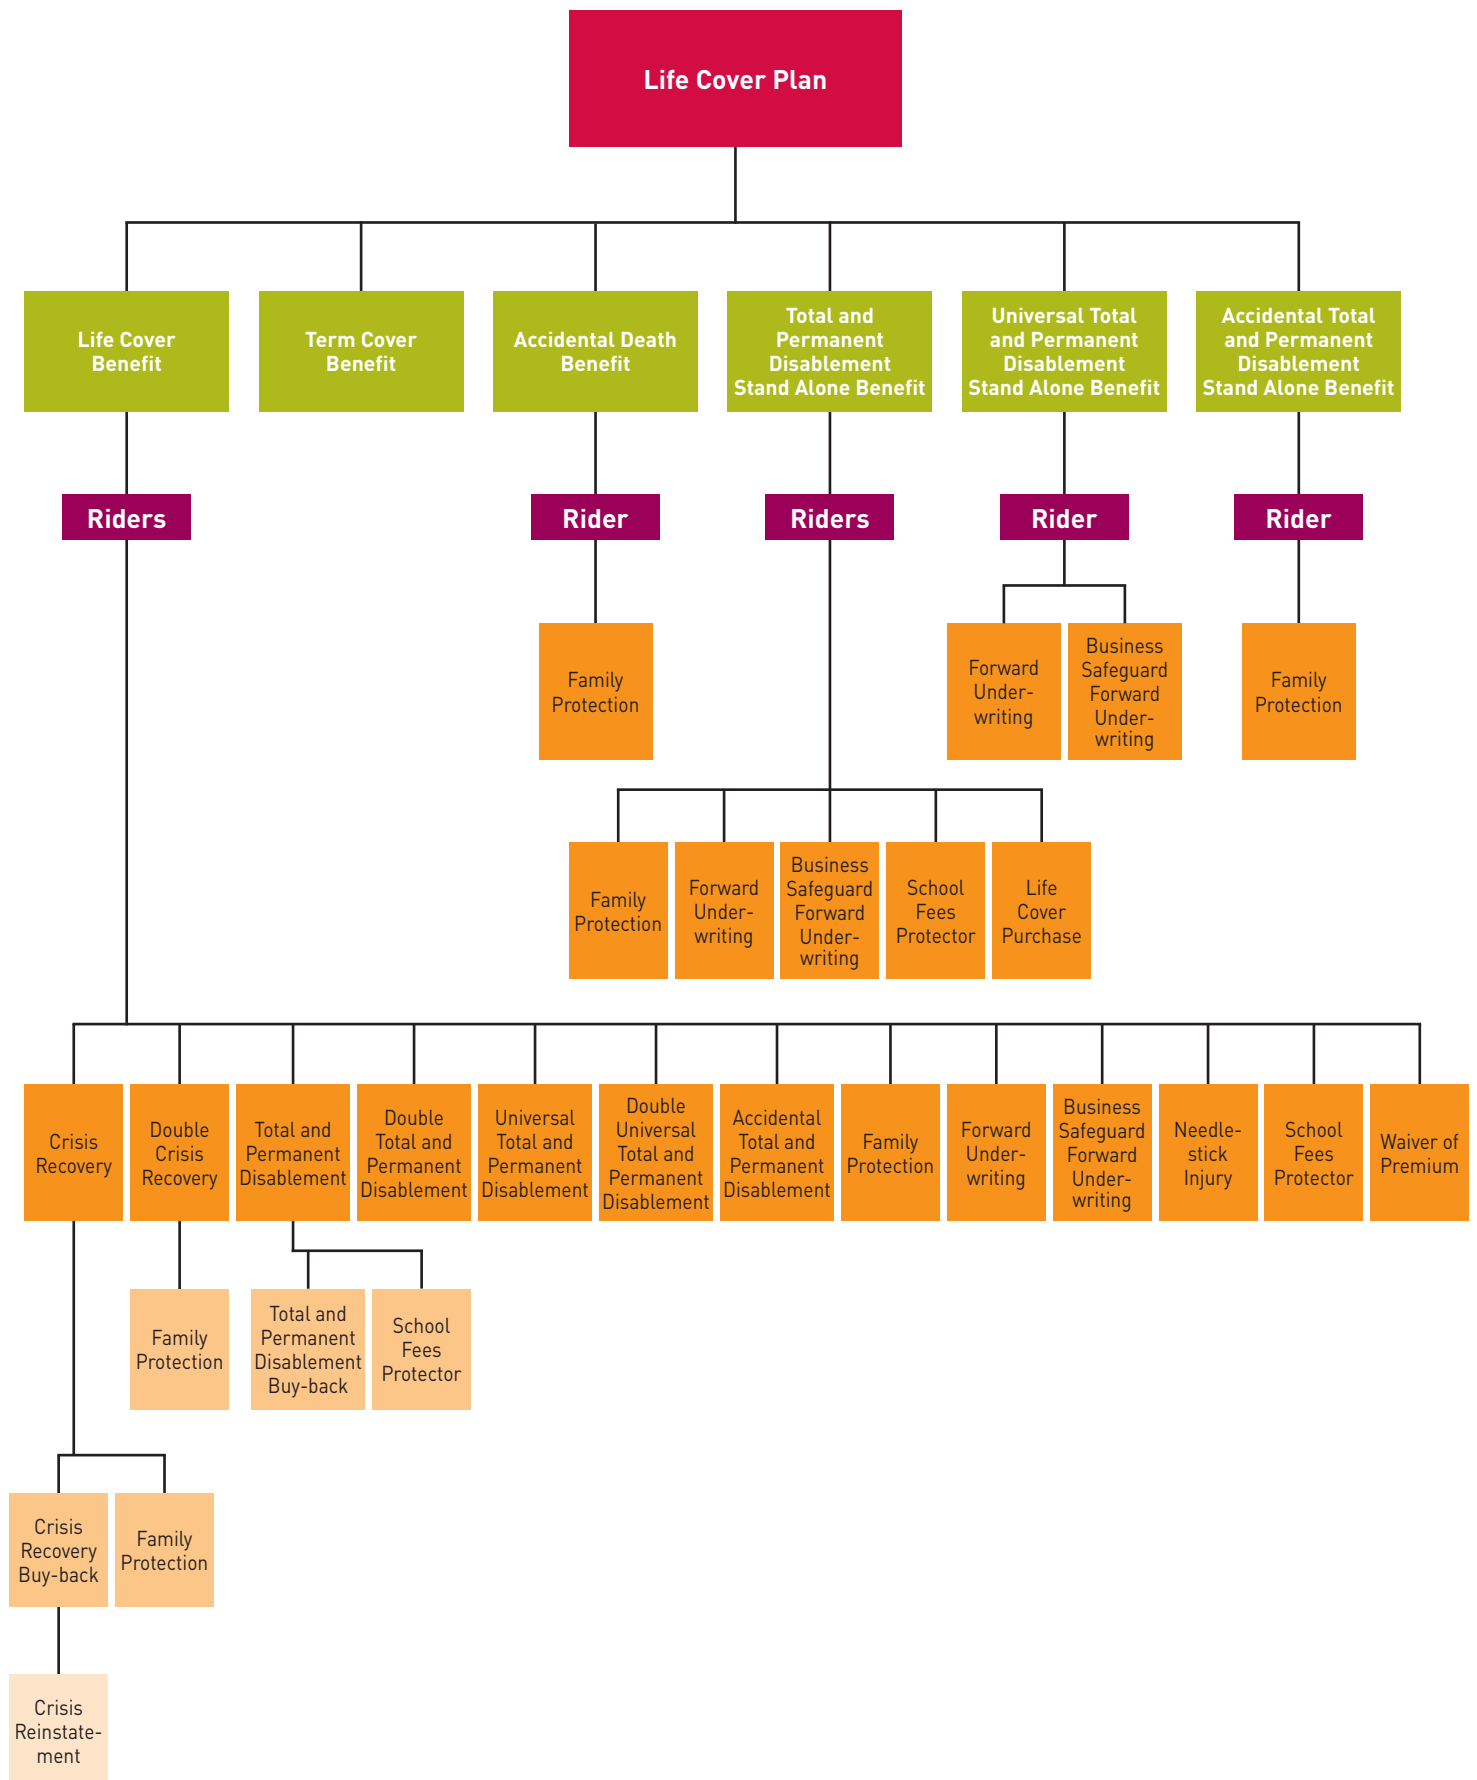 Life Cover Plan
Life Cover
Benefit
Term Cover
Benefit
Accidental Death
Benefit
Total and
Permanent
Disablement
Stand Alone Benefit
Universal Total
and Permanent
Disablement
Stand Alone Benefit
Accidental Total
and Permanent
Disablement
Stand Alone Benefit
Riders
Rider
Riders
Rider
Rider
Family
Protection
Forward
Under-
writing
Business
Safeguard
Forward
Under-
writing
Family
Protection
Family
Protection
Forward
Under-
writing
Business
Safeguard
Forward
Under-
writing
School
Fees
Protector
Life
Cover
Purchase
Crisis
Recovery
Double
Crisis
Recovery
Total and
Permanent
Disablement
Double
Total and
Permanent
Disablement
Universal
Total and
Permanent
Disablement
Double
Universal
Total and
Permanent
Disablement
Accidental
Total and
Permanent
Disablement
Family
Protection
Forward
Under-
writing
Business
Safeguard
Forward
Under-
writing
Needle-
stick
Injury
School
Fees
Protector
Waiver of
Premium
Family
Protection
Total and
Permanent
Disablement
Buy-back
School
Fees
Protector
Crisis
Recovery
Buy-back
Family
Protection
Crisis
Reinstate-
ment